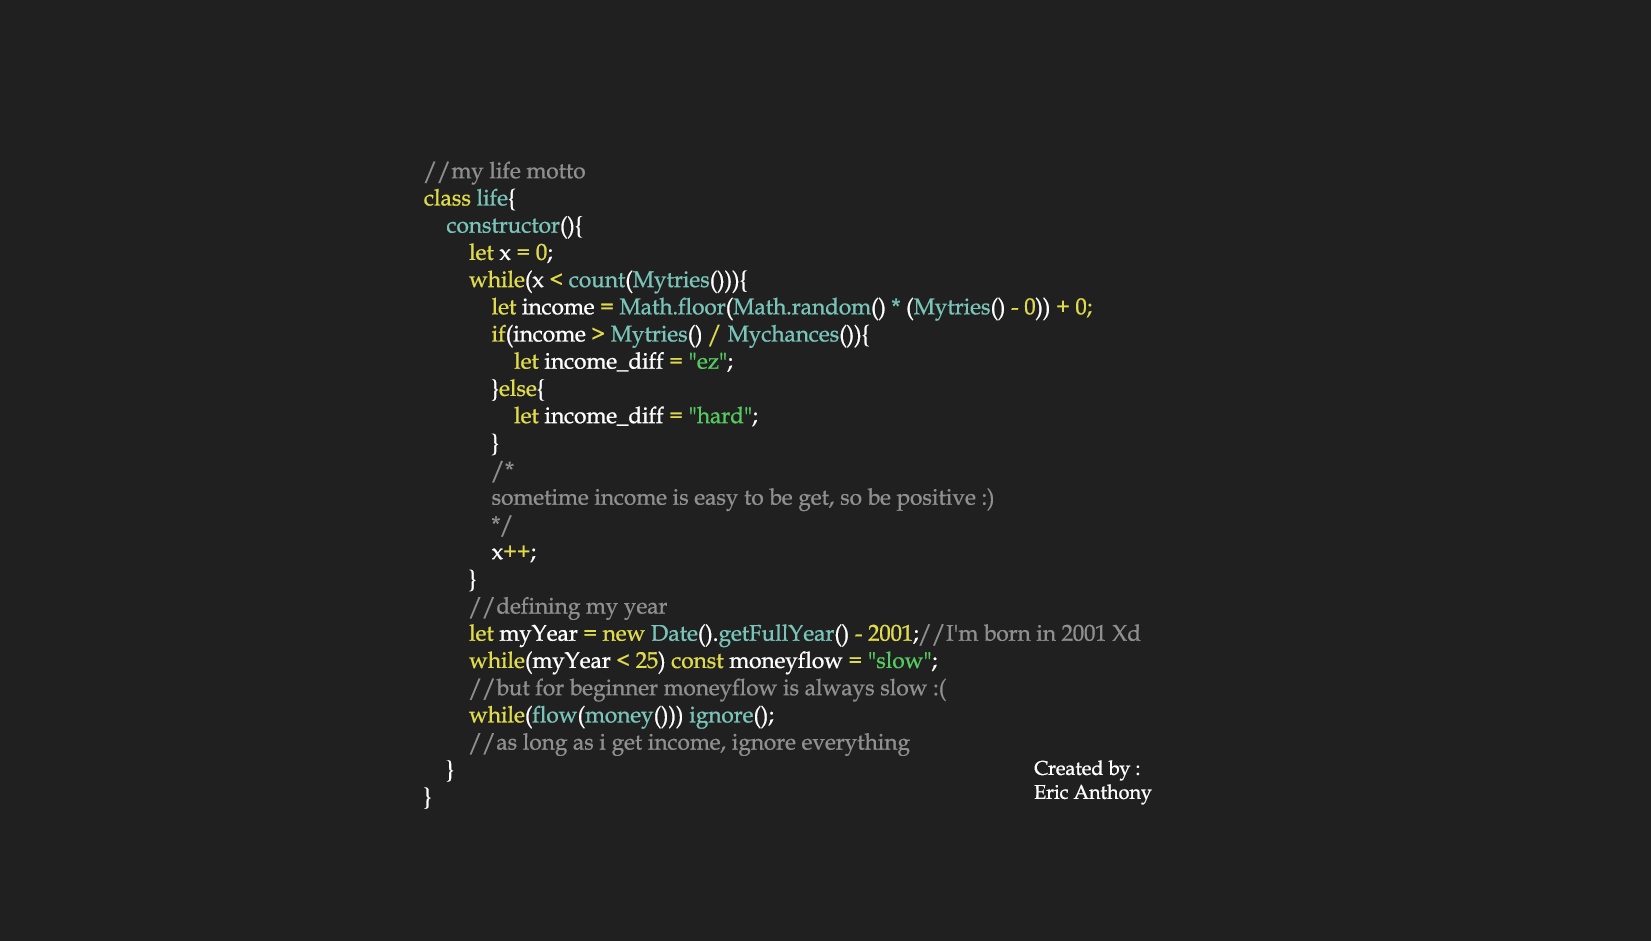 //my life motto
class life{
constructor(){
let x = 0;
while(x < count(Mytries())){
let income = Math.floor(Math.random() * (Mytries() - 0)) + 0;
if(income > Mytries() / Mychances()){
let income_diff = "ez";
}else{
let income_diff = "hard";
}
/*
sometime income is easy to be get, so be positive :)
*/
x++;
}
//defining my year
let myYear = new Date().getFullYear() - 2001;//I'm born in 2001 Xd
while(myYear < 25) const moneyflow = "slow";
//but for beginner moneyflow is always slow :(
while(flow(money())) ignore();
//as long as i get income, ignore everything
}
}
Created by :
Eric Anthony